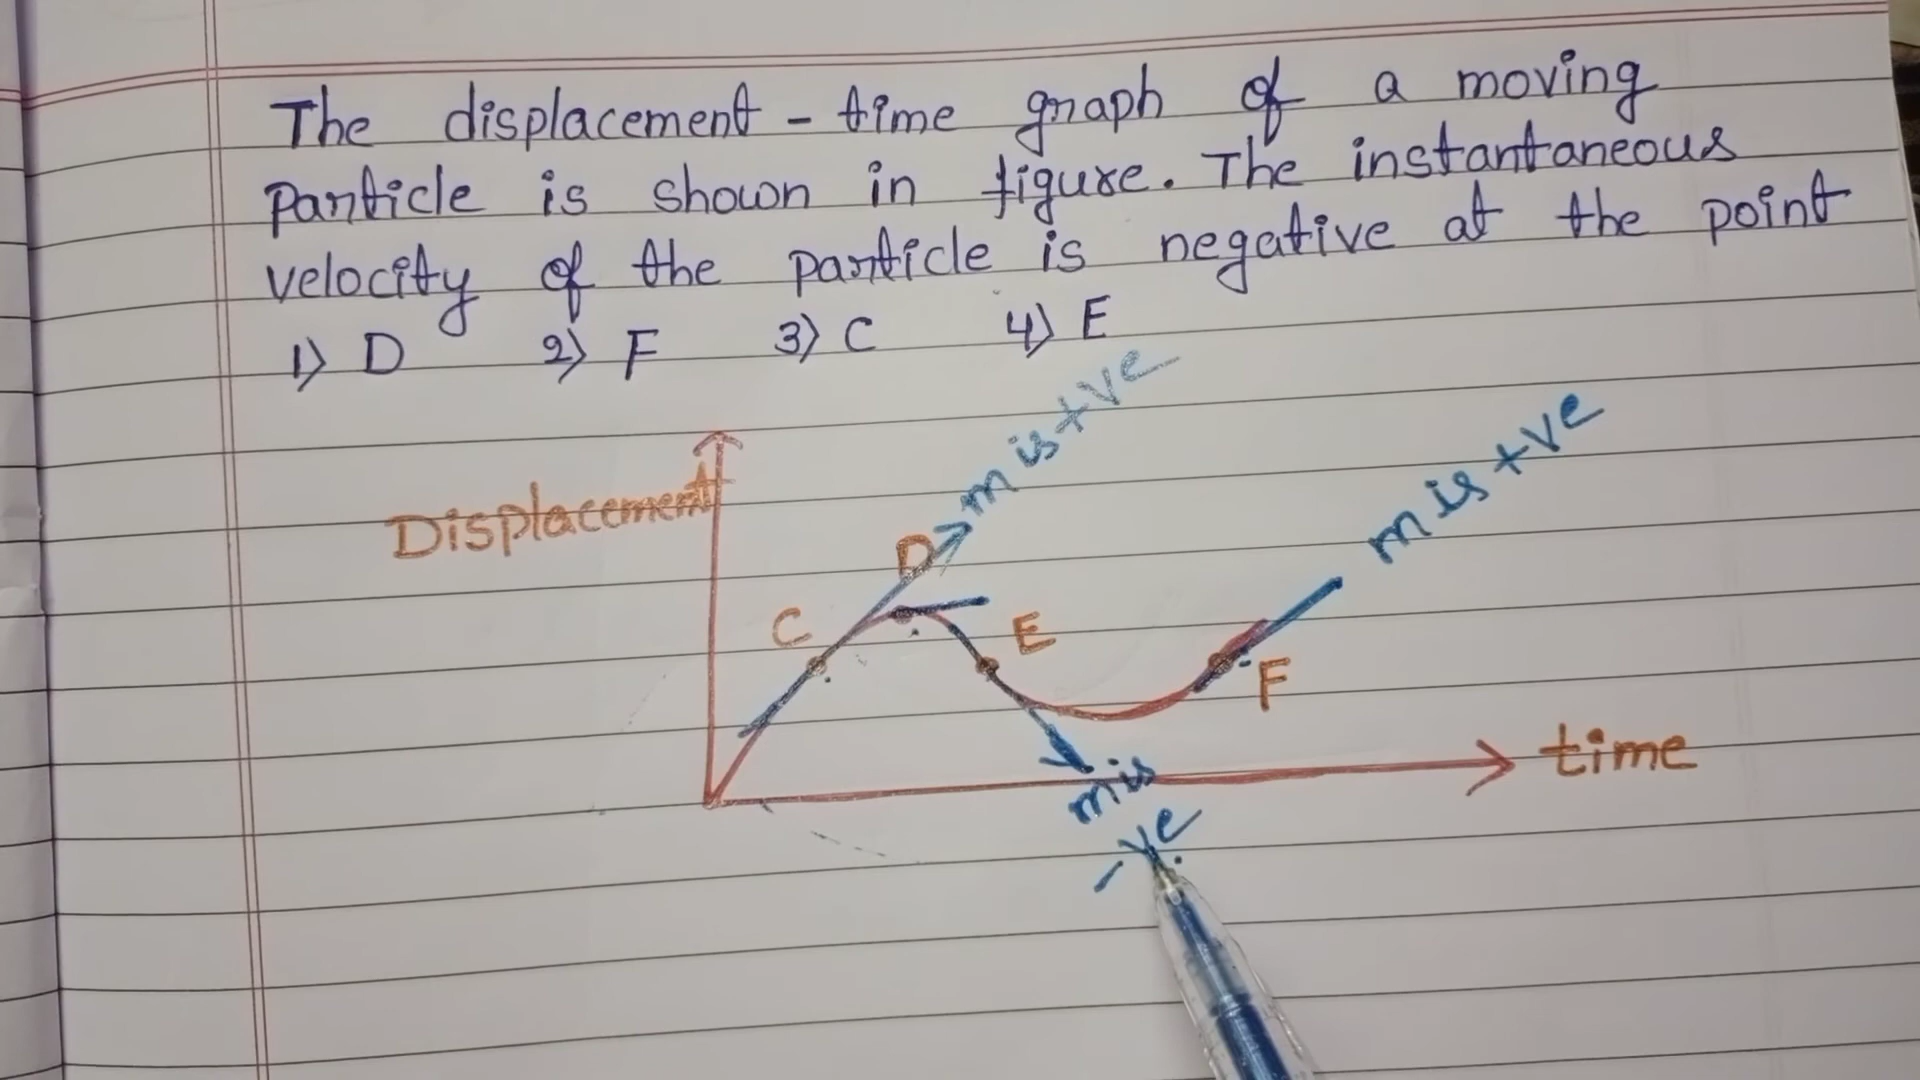 The displacement - time graph of a moving
particle is shown in figure. The instantaneous
velocity of the particle is negative at the point
1) D 2) F 3) C 4) E
m is +ve
m is +ve
Displacement
D
C
E
F
time
m is
-ve